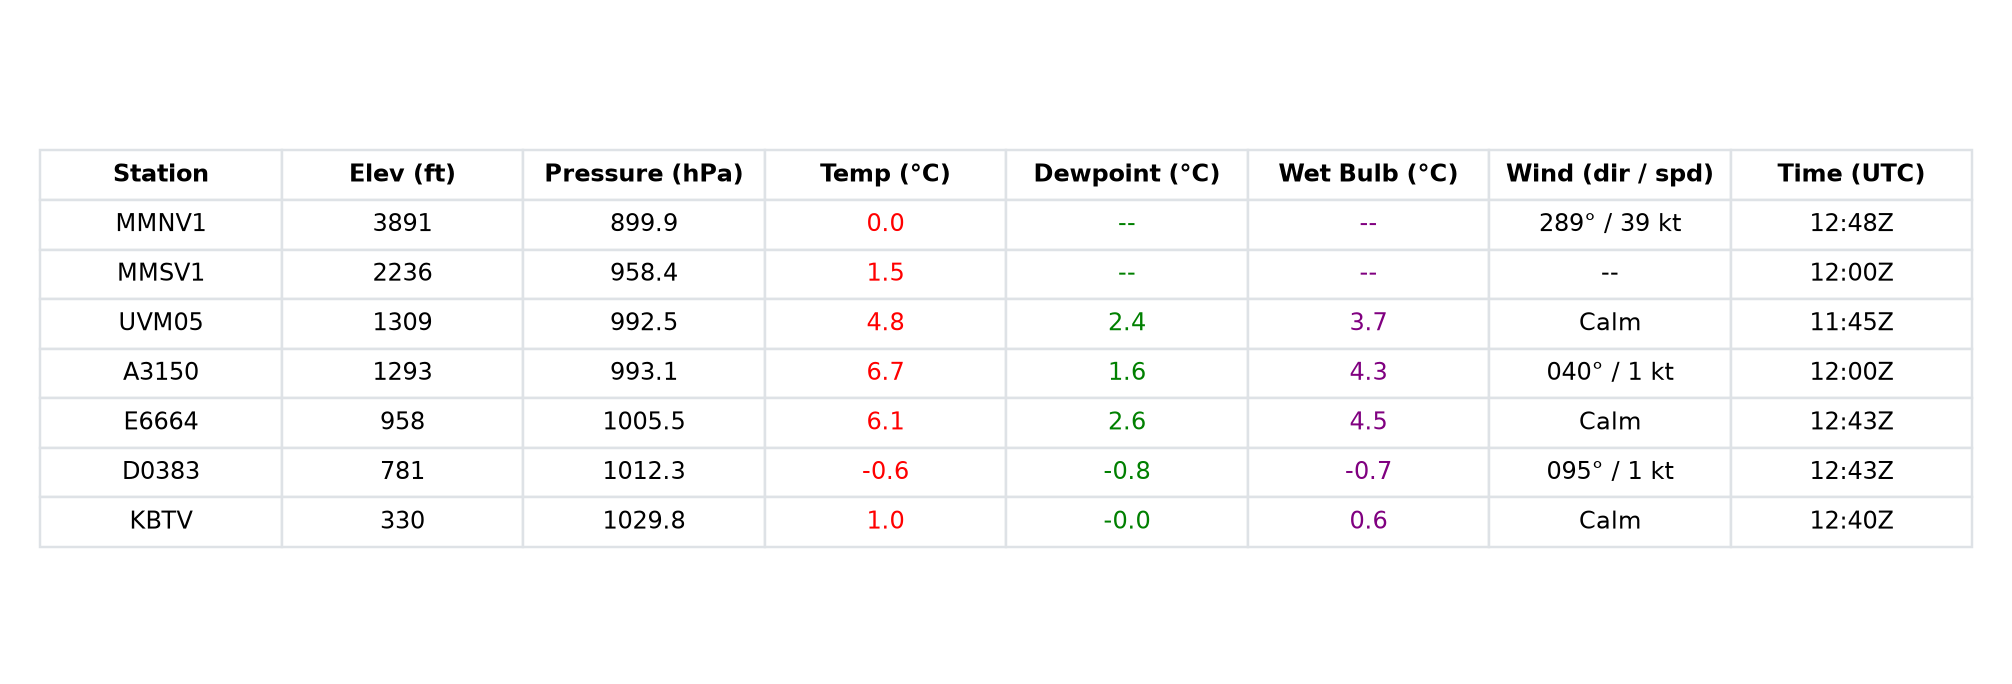 Station Elev (ft) Pressure (hPa) Temp (°C) Dewpoint (°C) Wet Bulb (°C) Wind (dir / spd) Time (UTC)
MMNV1 3891 899.9 0.0 -- -- 289° / 39 kt 12:48Z
MMSV1 2236 958.4 1.5 -- -- -- 12:00Z
UVM05 1309 992.5 4.8 2.4 3.7 Calm 11:45Z
A3150 1293 993.1 6.7 1.6 4.3 040° / 1 kt 12:00Z
E6664 958 1005.5 6.1 2.6 4.5 Calm 12:43Z
D0383 781 1012.3 -0.6 -0.8 -0.7 095° / 1 kt 12:43Z
KBTV 330 1029.8 1.0 -0.0 0.6 Calm 12:40Z